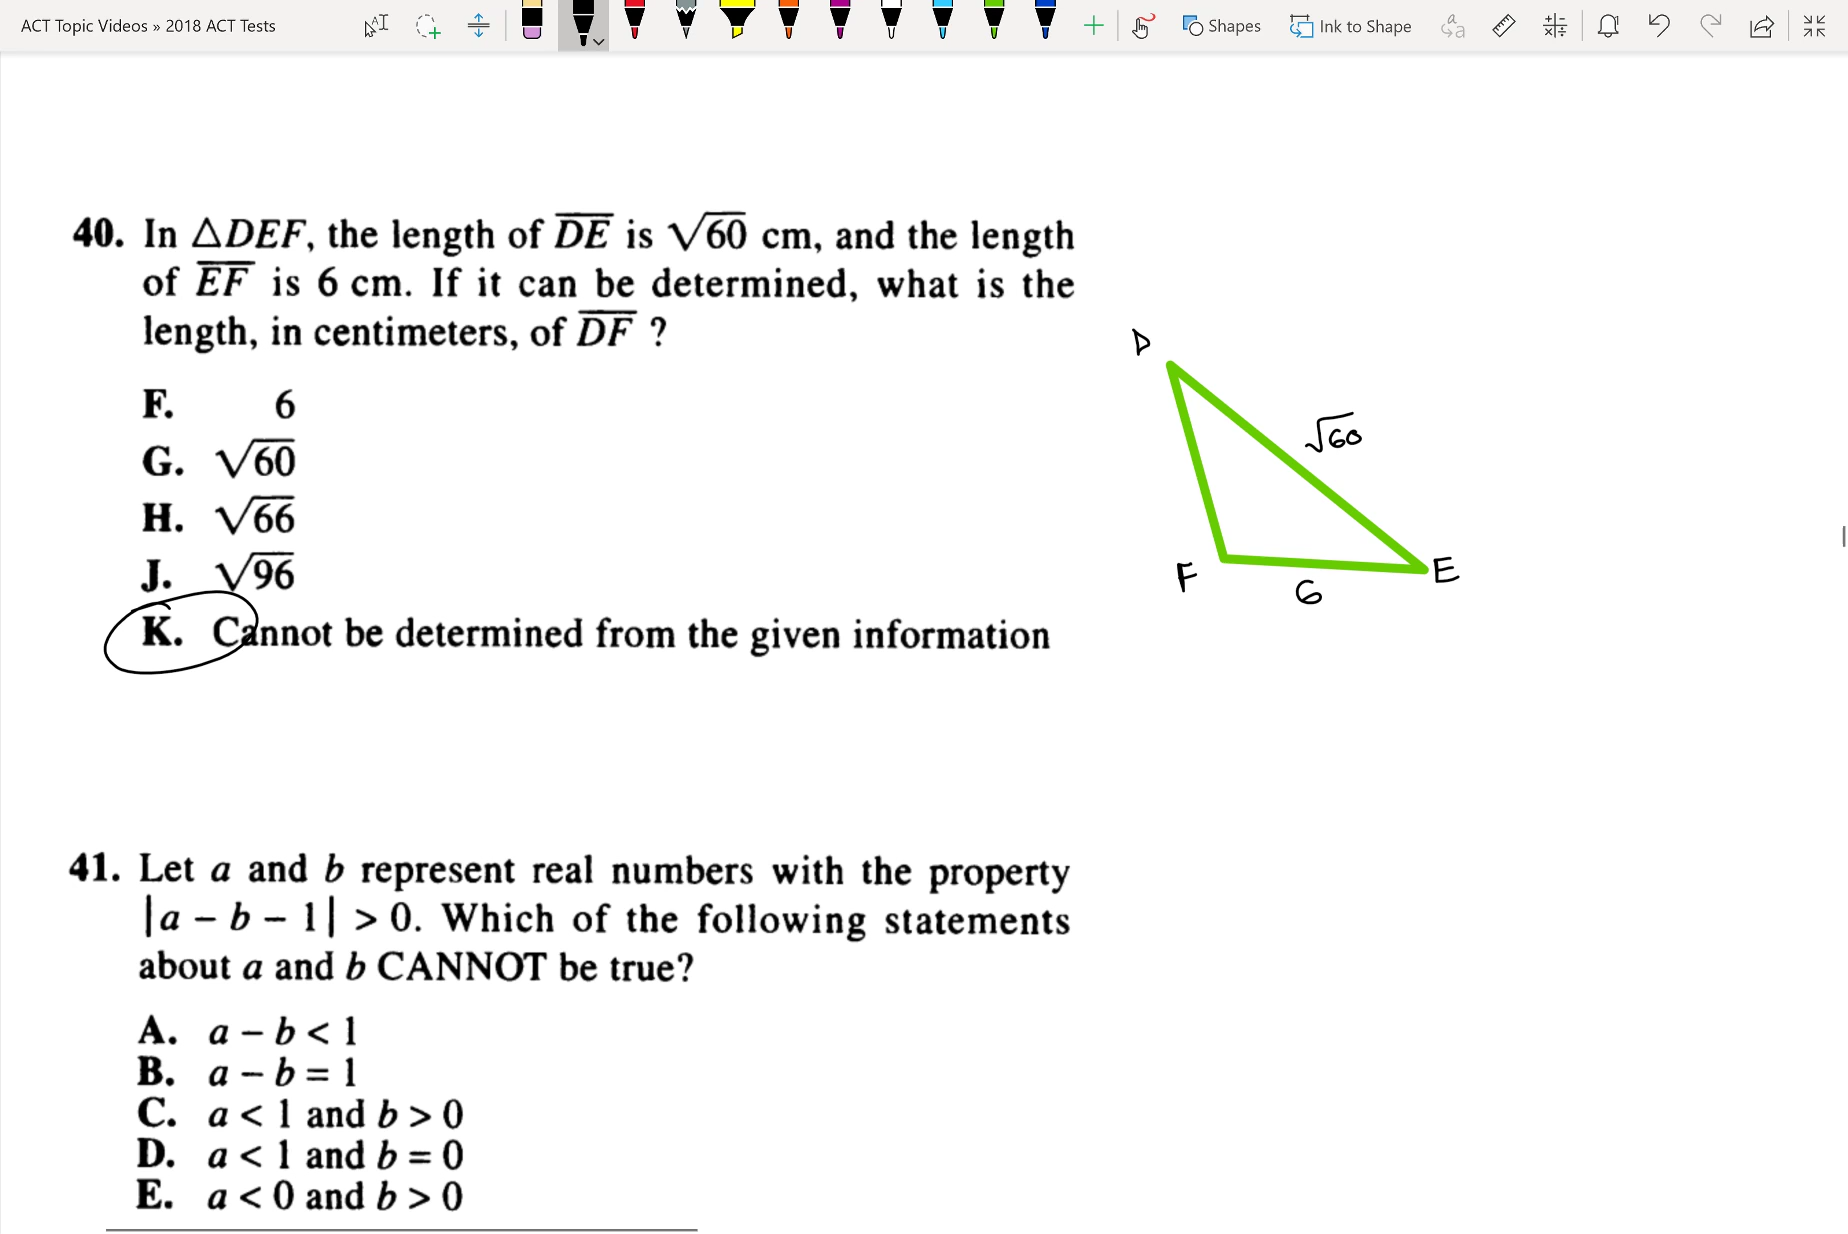 ACT Topic Videos » 2018 ACT Tests
Shapes
Ink to Shape
40. In △DEF, the length of D̅E̅ is √60 cm, and the length
of E̅F̅ is 6 cm. If it can be determined, what is the
length, in centimeters, of D̅F̅ ?
F. 6
G. √60
H. √66
J. √96
K. Cannot be determined from the given information
D
√60
F
6
E
41. Let a and b represent real numbers with the property
|a − b − 1| > 0. Which of the following statements
about a and b CANNOT be true?
A. a − b < 1
B. a − b = 1
C. a < 1 and b > 0
D. a < 1 and b = 0
E. a < 0 and b > 0